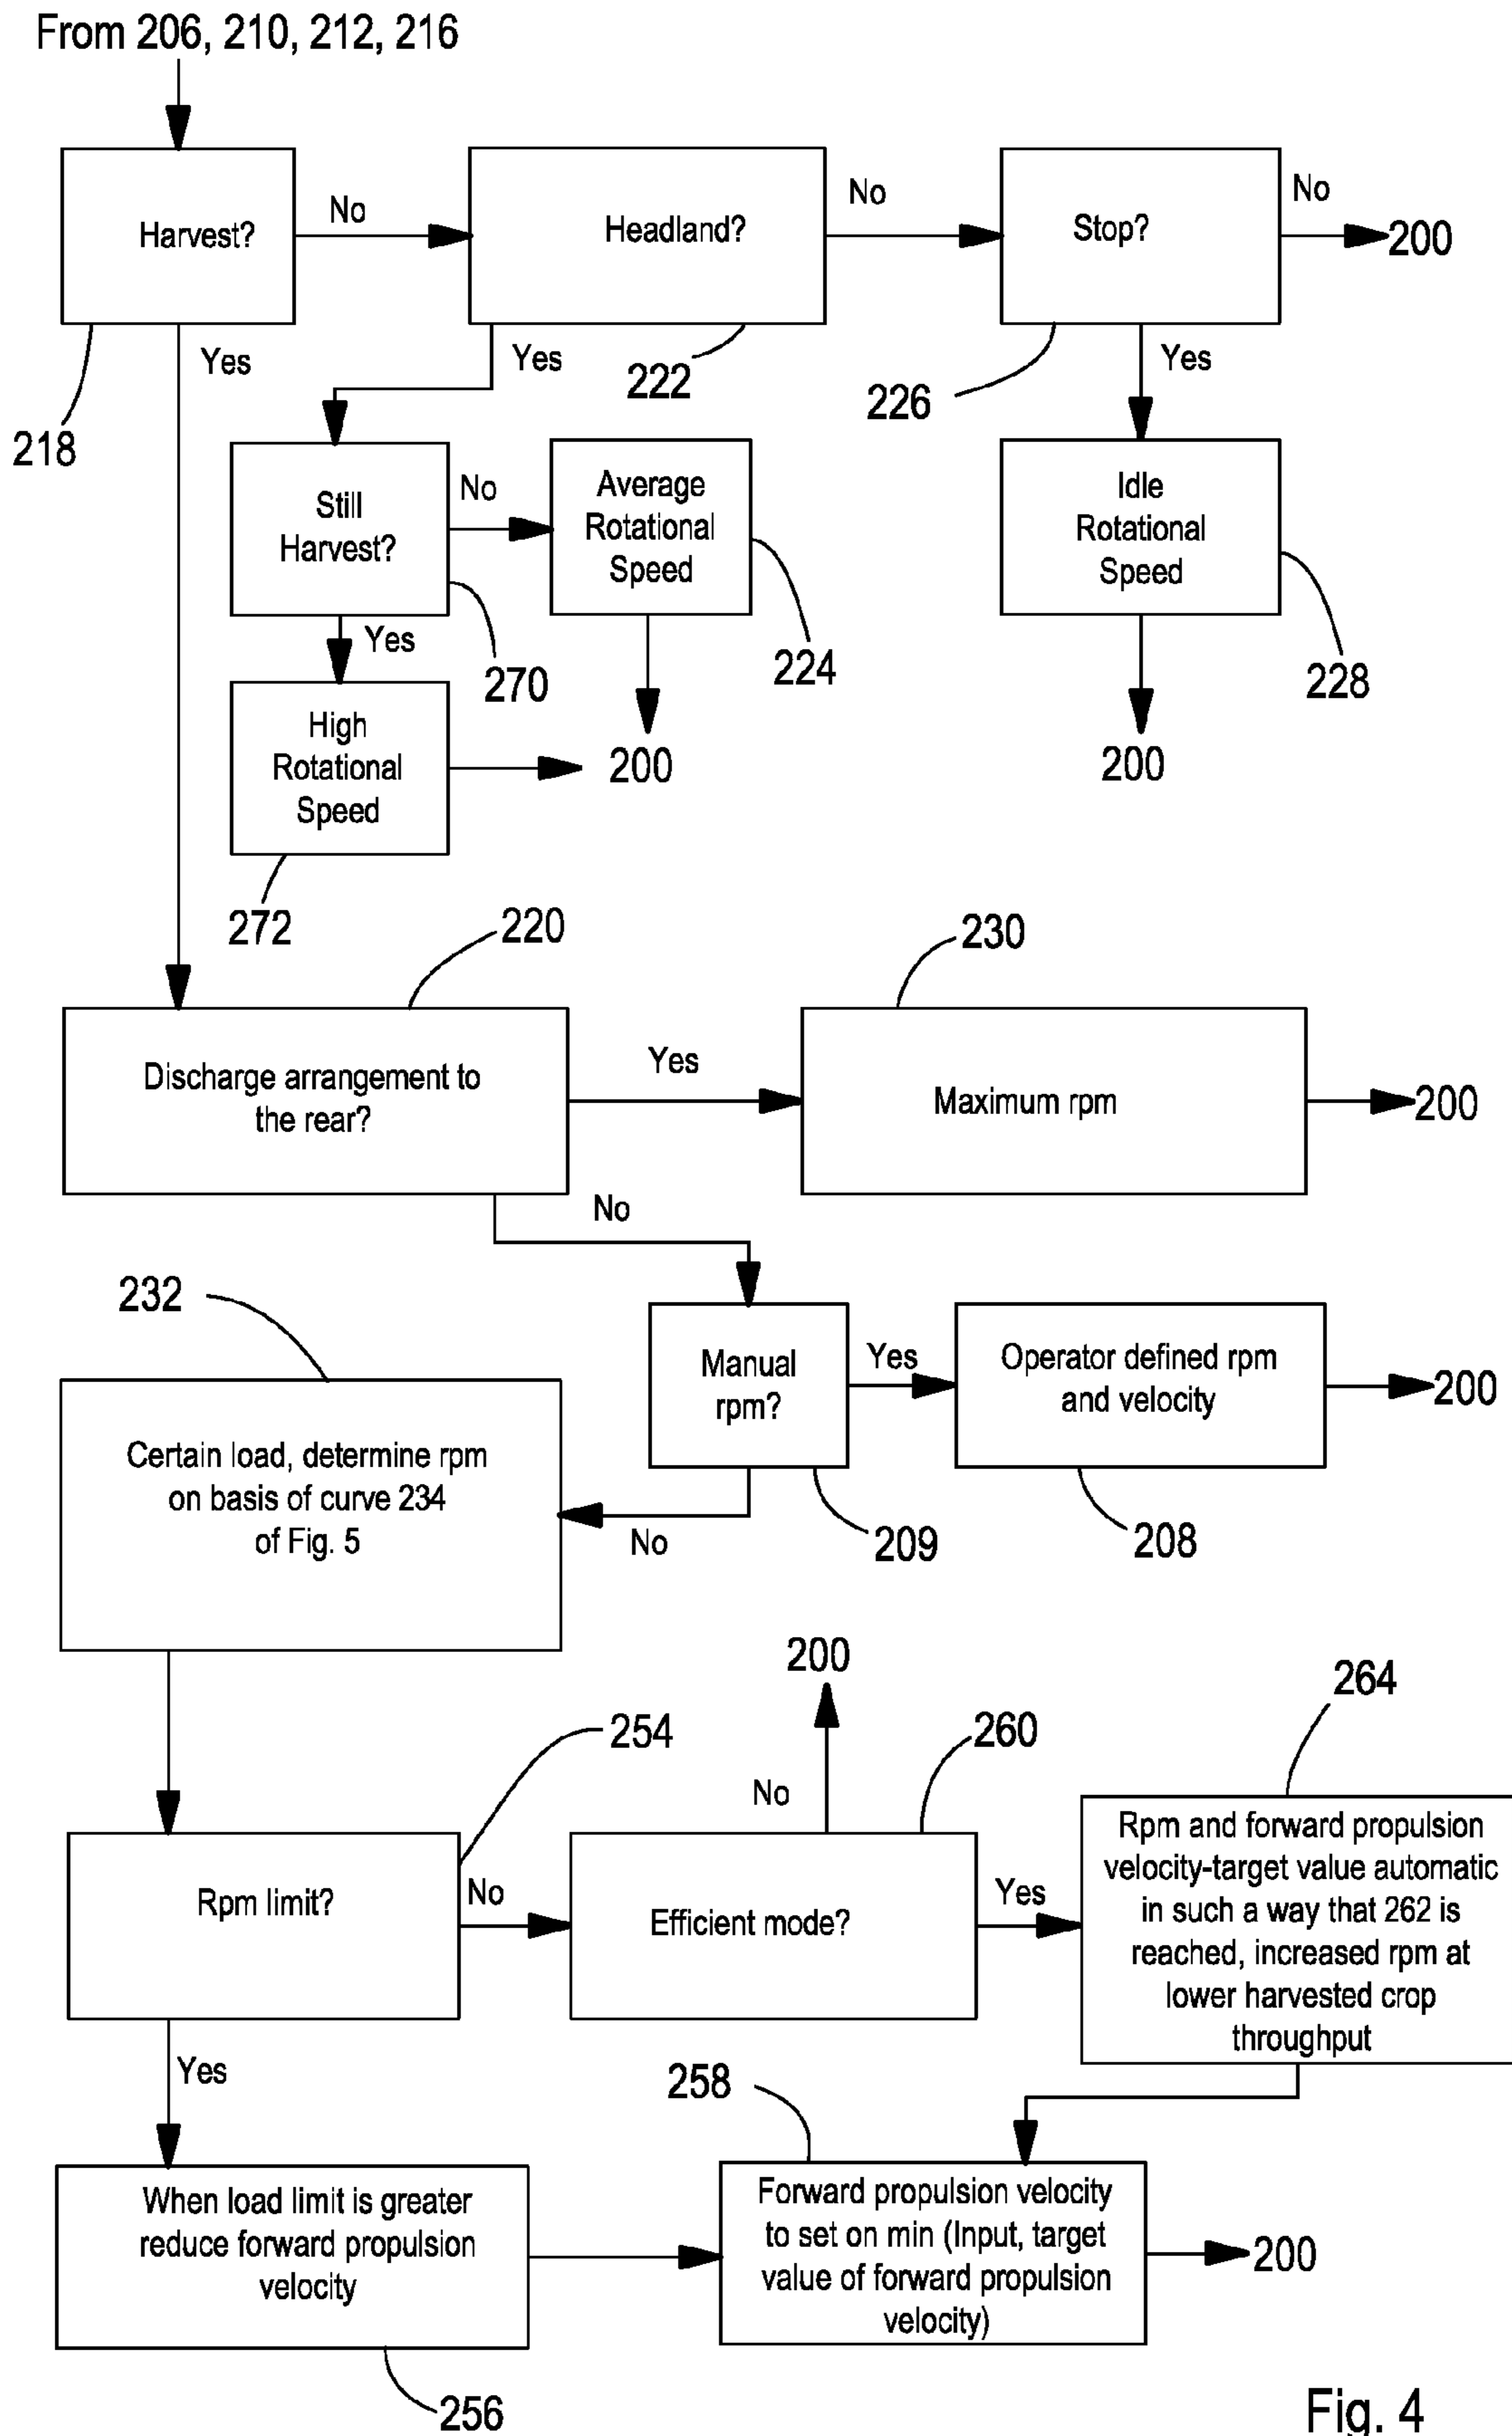 From 206, 210, 212, 216
Harvest?
No
Headland?
No
Stop?
No
200
Yes
Yes
Yes
218
222
226
Still
Harvest?
No
Average
Rotational
Speed
Idle
Rotational
Speed
Yes
270
224
228
High
Rotational
Speed
200
200
272
220
230
Discharge arrangement to
the rear?
Yes
Maximum rpm
200
No
232
Manual
rpm?
Yes
Operator defined rpm
and velocity
200
Certain load, determine rpm
on basis of curve 234
of Fig. 5
No
209
208
200
264
254
260
No
Rpm limit?
No
Efficient mode?
Yes
Rpm and forward propulsion
velocity-target value automatic
in such a way that 262 is
reached, increased rpm at
lower harvested crop
throughput
Yes
258
When load limit is greater
reduce forward propulsion
velocity
Forward propulsion velocity
to set on min (Input, target
value of forward propulsion
velocity)
200
256
Fig. 4